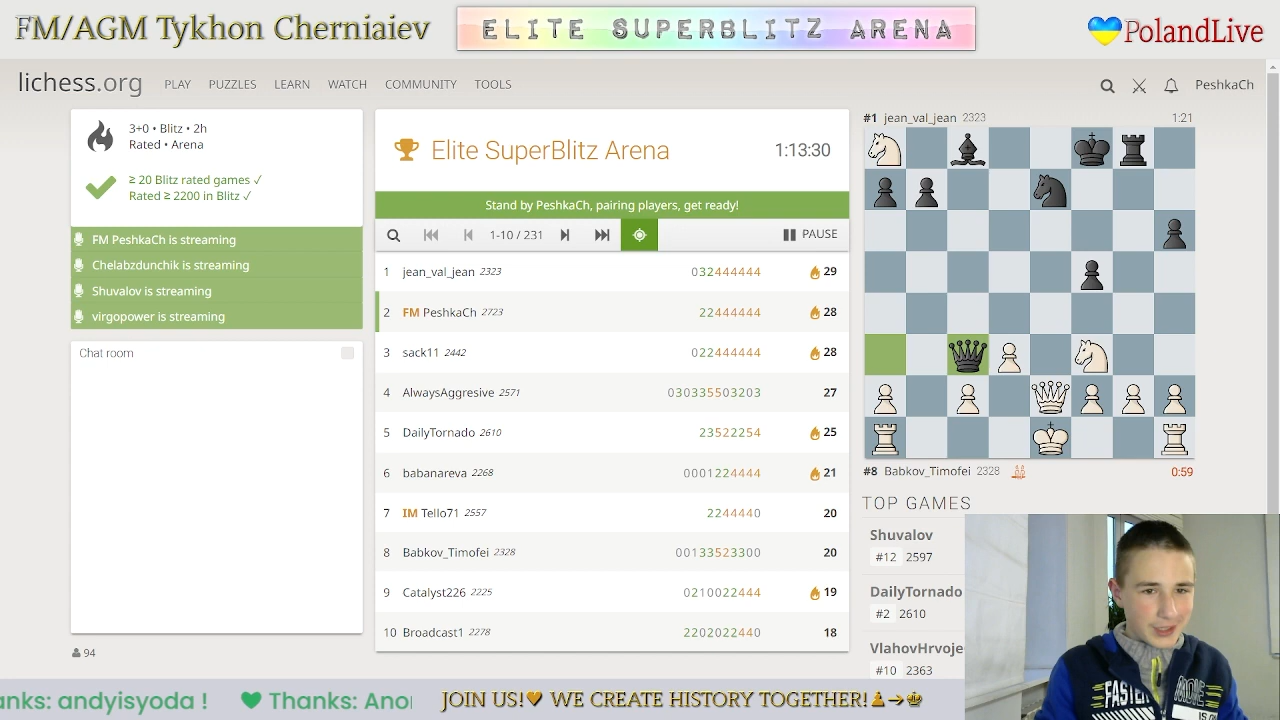 FM/AGM Tykhon Cherniaiev
ELITE SUPERBLITZ ARENA
PolandLive
lichess.org
PLAY PUZZLES LEARN WATCH COMMUNITY TOOLS
PeshkaCh
3+0 • Blitz • 2h
Rated • Arena
≥ 20 Blitz rated games ✓
Rated ≥ 2200 in Blitz ✓
FM PeshkaCh is streaming
Chelabzdunchik is streaming
Shuvalov is streaming
virgopower is streaming
Chat room
94
Elite SuperBlitz Arena 1:13:30
Stand by PeshkaCh, pairing players, get ready!
1-10 / 231 PAUSE
1 jean_val_jean 2323 032444444 29
2 FM PeshkaCh 2723 22444444 28
3 sack11 2442 022444444 28
4 AlwaysAggresive 2571 030335503203 27
5 DailyTornado 2610 23522254 25
6 babanareva 2268 0001224444 21
7 IM Tello71 2557 2244440 20
8 Babkov_Timofei 2328 00133523300 20
9 Catalyst226 2225 0210022444 19
10 Broadcast1 2278 2202022440 18
#1 jean_val_jean 2323 1:21
#8 Babkov_Timofei 2328 0:59
TOP GAMES
Shuvalov
#12 2597
DailyTornado
#2 2610
VlahovHrvoje
#10 2363
FASTER MOVE
anks: andyisyoda ! Thanks: Ano
JOIN US! WE CREATE HISTORY TOGETHER!